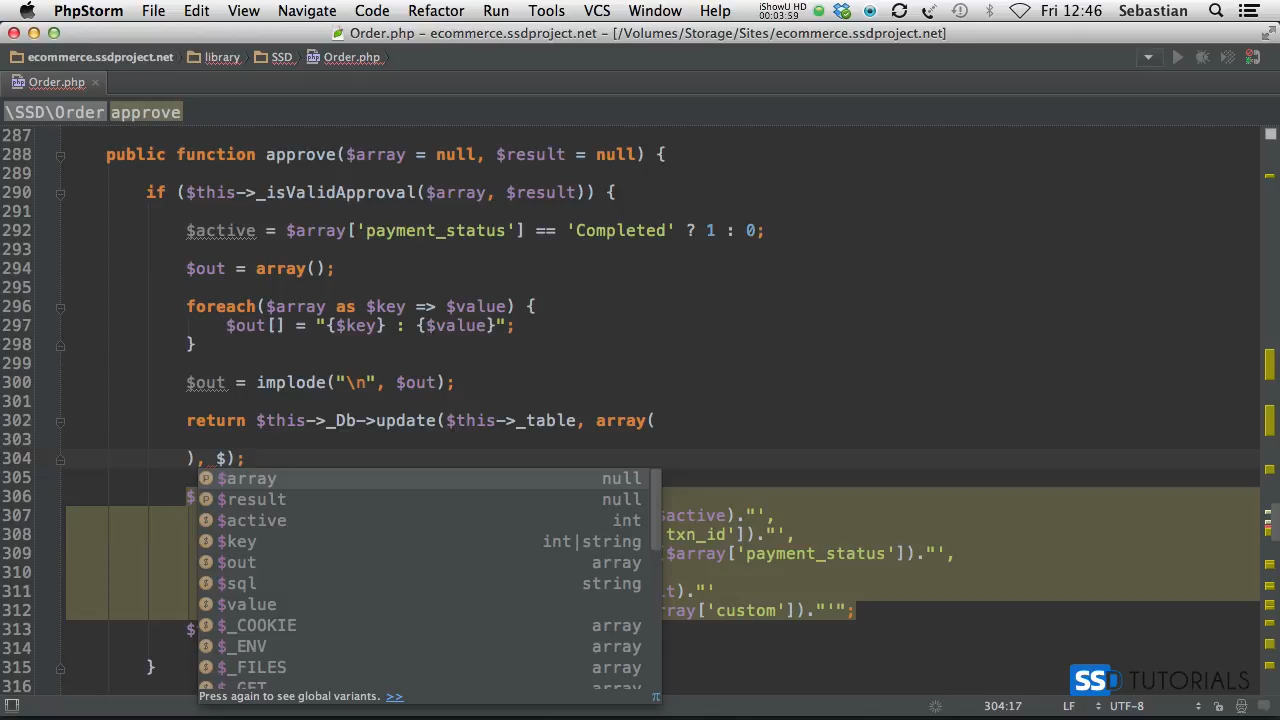 PhpStorm File Edit View Navigate Code Refactor Run Tools VCS Window Help iShowU HD 00:03:59 Fri 12:46 Sebastian
Order.php – ecommerce.ssdproject.net – [/Volumes/Storage/Sites/ecommerce.ssdproject.net]
ecommerce.ssdproject.net library SSD Order.php
Order.php
\SSD\Order approve
287
288 public function approve($array = null, $result = null) {
289
290 if ($this->_isValidApproval($array, $result)) {
291
292 $active = $array['payment_status'] == 'Completed' ? 1 : 0;
293
294 $out = array();
295
296 foreach($array as $key => $value) {
297 $out[] = "{$key} : {$value}";
298 }
299
300 $out = implode("\n", $out);
301
302 return $this->_Db->update($this->_table, array(
303
304 ), $);
305 $array null
306 $ $result null
307 $active int $active)."',
308 $key int|string txn_id'])."',
309 $out array $array['payment_status'])."',
310 $sql string
311 $value t)."'
312 $_COOKIE array ray['custom'])."'";
313 $
314 $_ENV array
315 } $_FILES array
316 $_GET array
Press again to see global variants. >> π
SSD TUTORIALS
304:17 LF UTF-8